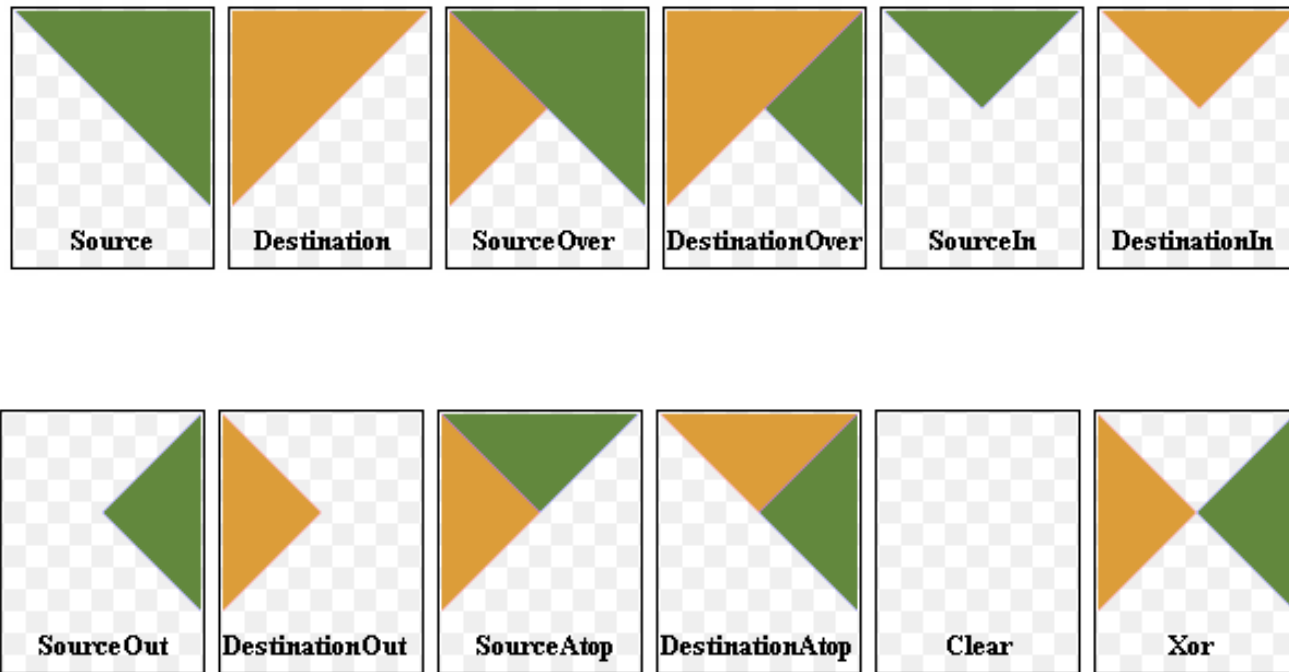 Source
Destination
SourceOver
DestinationOver
SourceIn
DestinationIn
SourceOut
DestinationOut
SourceAtop
DestinationAtop
Clear
Xor